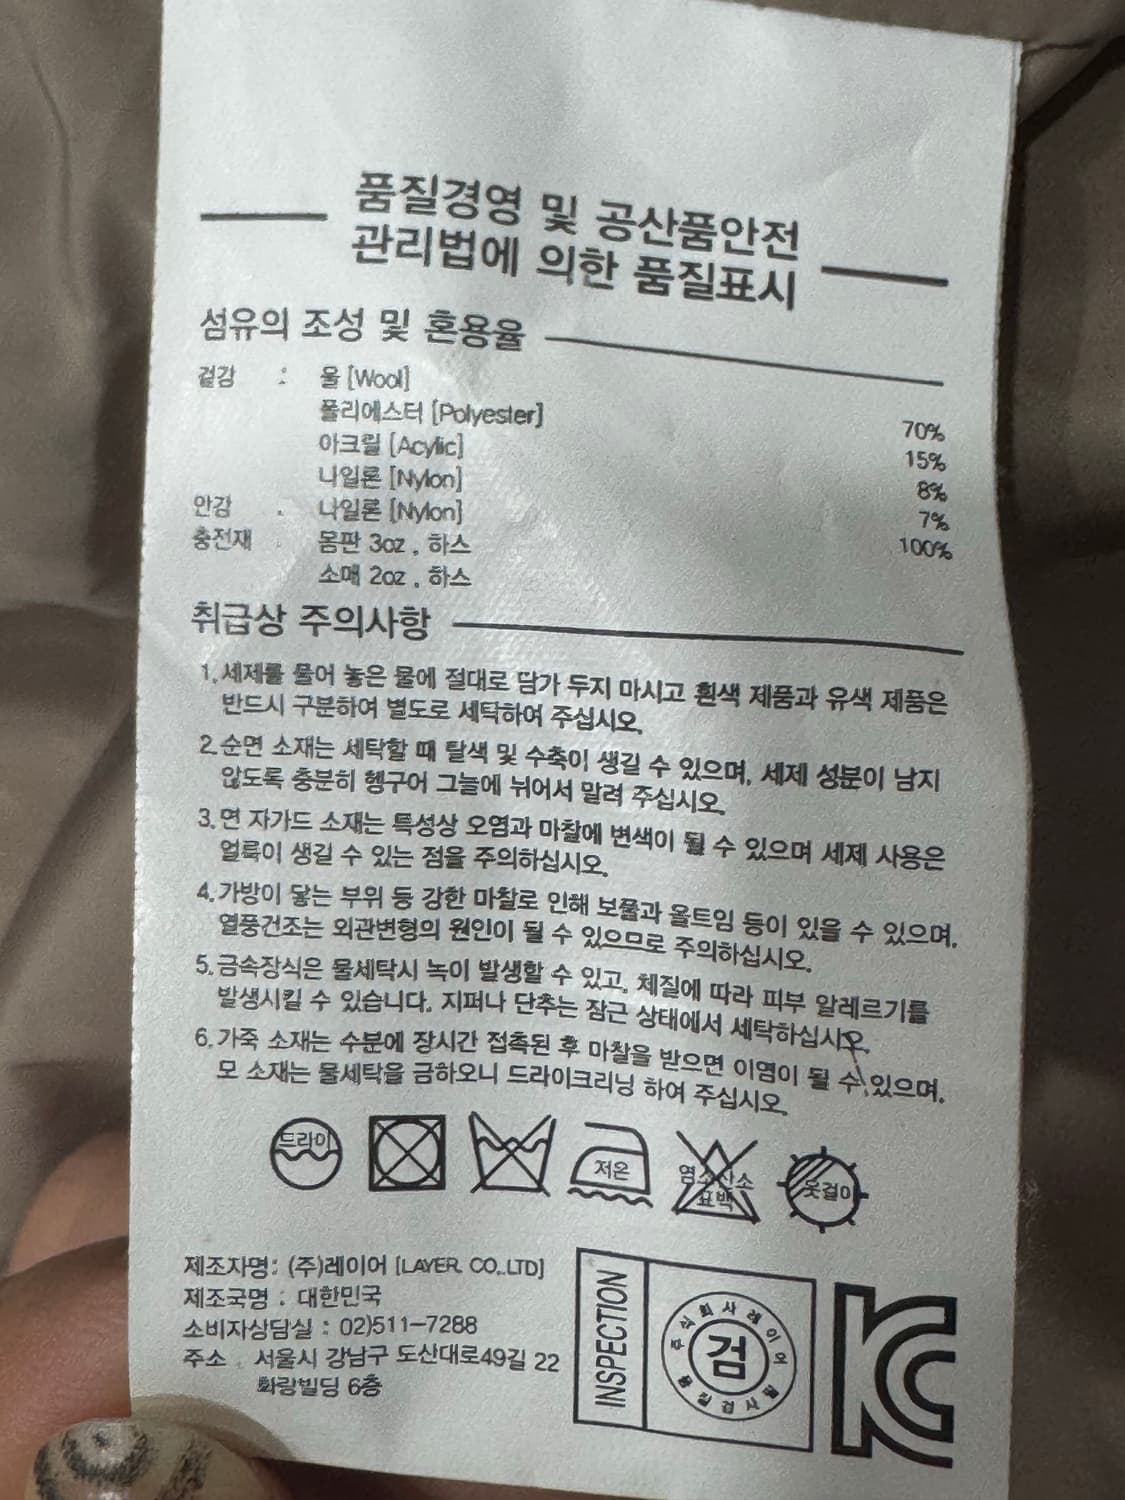 품질경영 및 공산품안전
관리법에 의한 품질표시
섬유의 조성 및 혼용율
겉감 : 울 [Wool] 70%
폴리에스터 [Polyester] 15%
아크릴 [Acylic] 8%
나일론 [Nylon] 7%
안감 . 나일론 [Nylon] 100%
충전재 : 몸판 3oz , 하스
소매 2oz , 하스
취급상 주의사항
1. 세제를 풀어 놓은 물에 절대로 담가 두지 마시고 흰색 제품과 유색 제품은
반드시 구분하여 별도로 세탁하여 주십시오.
2. 순면 소재는 세탁할 때 탈색 및 수축이 생길 수 있으며, 세제 성분이 남지
않도록 충분히 헹구어 그늘에 뉘어서 말려 주십시오.
3. 면 자가드 소재는 특성상 오염과 마찰에 변색이 될 수 있으며 세제 사용은
얼룩이 생길 수 있는 점을 주의하십시오.
4. 가방이 닿는 부위 등 강한 마찰로 인해 보풀과 올트임 등이 있을 수 있으며,
열풍건조는 외관변형의 원인이 될 수 있으므로 주의하십시오.
5. 금속장식은 물세탁시 녹이 발생할 수 있고, 체질에 따라 피부 알레르기를
발생시킬 수 있습니다. 지퍼나 단추는 잠근 상태에서 세탁하십시오.
6. 가죽 소재는 수분에 장시간 접촉된 후 마찰을 받으면 이염이 될 수 있으며,
모 소재는 물세탁을 금하오니 드라이크리닝 하여 주십시오.
드라이
저온
염소산소
표백
옷걸이
제조자명: (주)레이어 [LAYER. CO.,LTD]
제조국명 : 대한민국
소비자상담실 : 02)511-7288
주소 . 서울시 강남구 도산대로49길 22
화랑빌딩 6층
INSPECTION
주식회사레이어
검
품질검사필
KC